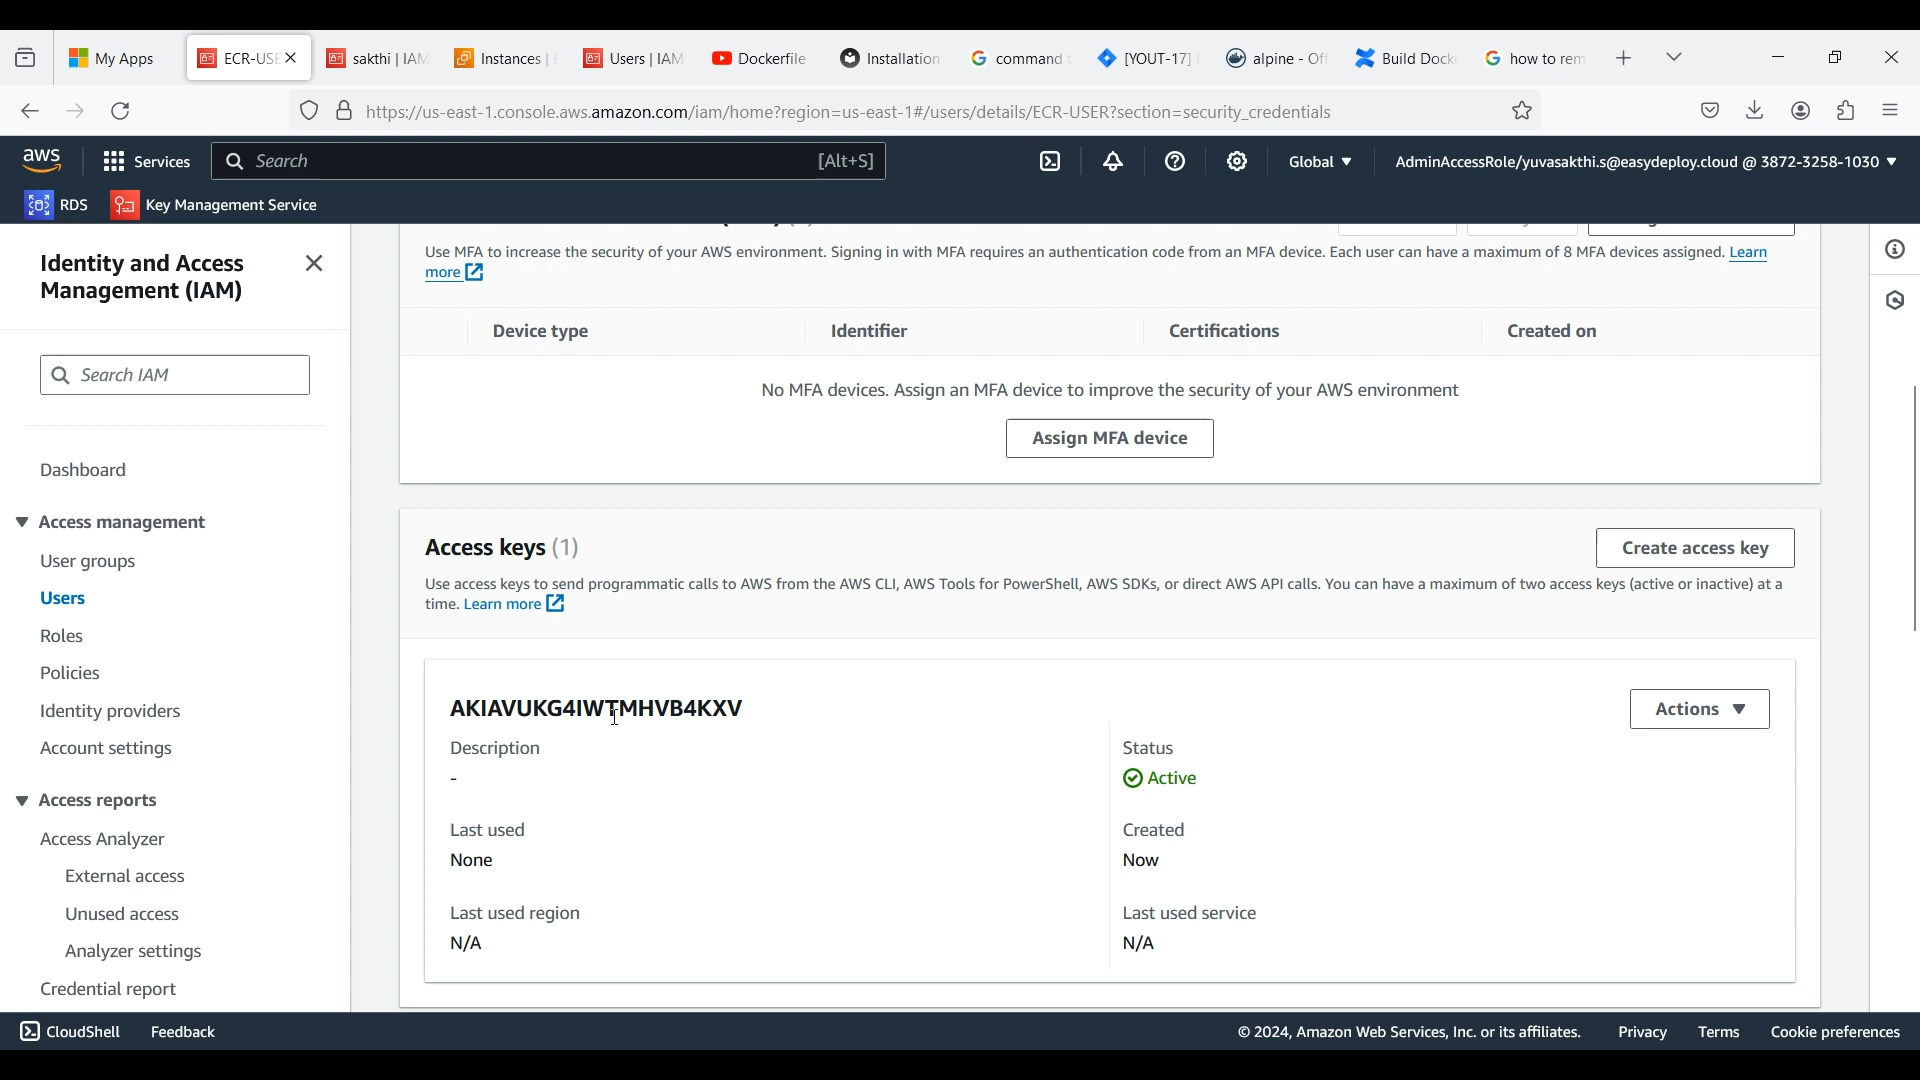 My Apps
ECR-USE
sakthi | IAM
Instances |
Users | IAM
Dockerfile
Installation
command
[YOUT-17]
alpine - Of
Build Dock
how to rem
https://us-east-1.console.aws.amazon.com/iam/home?region=us-east-1#/users/details/ECR-USER?section=security_credentials
aws
Services
Search
[Alt+S]
Global
AdminAccessRole/yuvasakthi.s@easydeploy.cloud @ 3872-3258-1030
RDS
Key Management Service
Identity and Access
Management (IAM)
Search IAM
Dashboard
Access management
User groups
Users
Roles
Policies
Identity providers
Account settings
Access reports
Access Analyzer
External access
Unused access
Analyzer settings
Credential report
Use MFA to increase the security of your AWS environment. Signing in with MFA requires an authentication code from an MFA device. Each user can have a maximum of 8 MFA devices assigned. Learn
more
Device type
Identifier
Certifications
Created on
No MFA devices. Assign an MFA device to improve the security of your AWS environment
Assign MFA device
Access keys (1)
Create access key
Use access keys to send programmatic calls to AWS from the AWS CLI, AWS Tools for PowerShell, AWS SDKs, or direct AWS API calls. You can have a maximum of two access keys (active or inactive) at a
time. Learn more
AKIAVUKG4IWTMHVB4KXV
Actions
Description
-
Status
Active
Last used
None
Created
Now
Last used region
N/A
Last used service
N/A
CloudShell
Feedback
© 2024, Amazon Web Services, Inc. or its affiliates.
Privacy
Terms
Cookie preferences